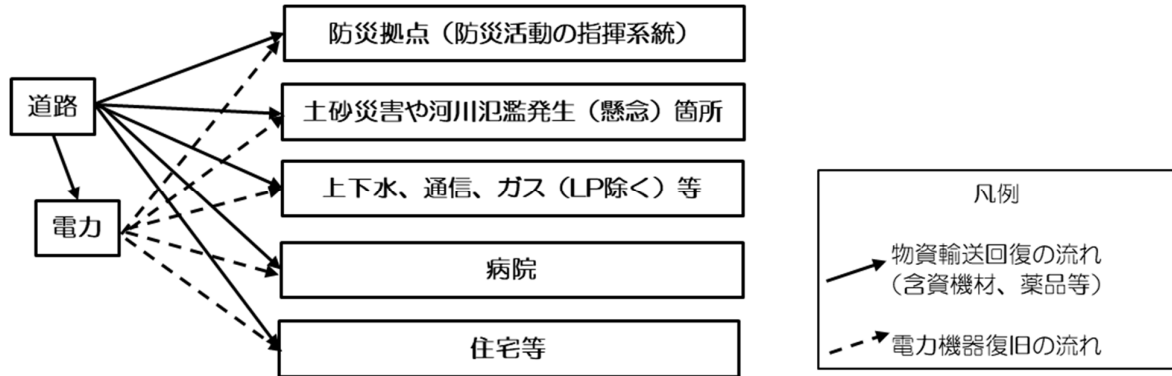 防災拠点（防災活動の指揮系統）
道路
土砂災害や河川氾濫発生（懸念）箇所
上下水、通信、ガス（LP除く）等
電力
病院
住宅等
凡例
物資輸送回復の流れ
（含資機材、薬品等）
電力機器復旧の流れ